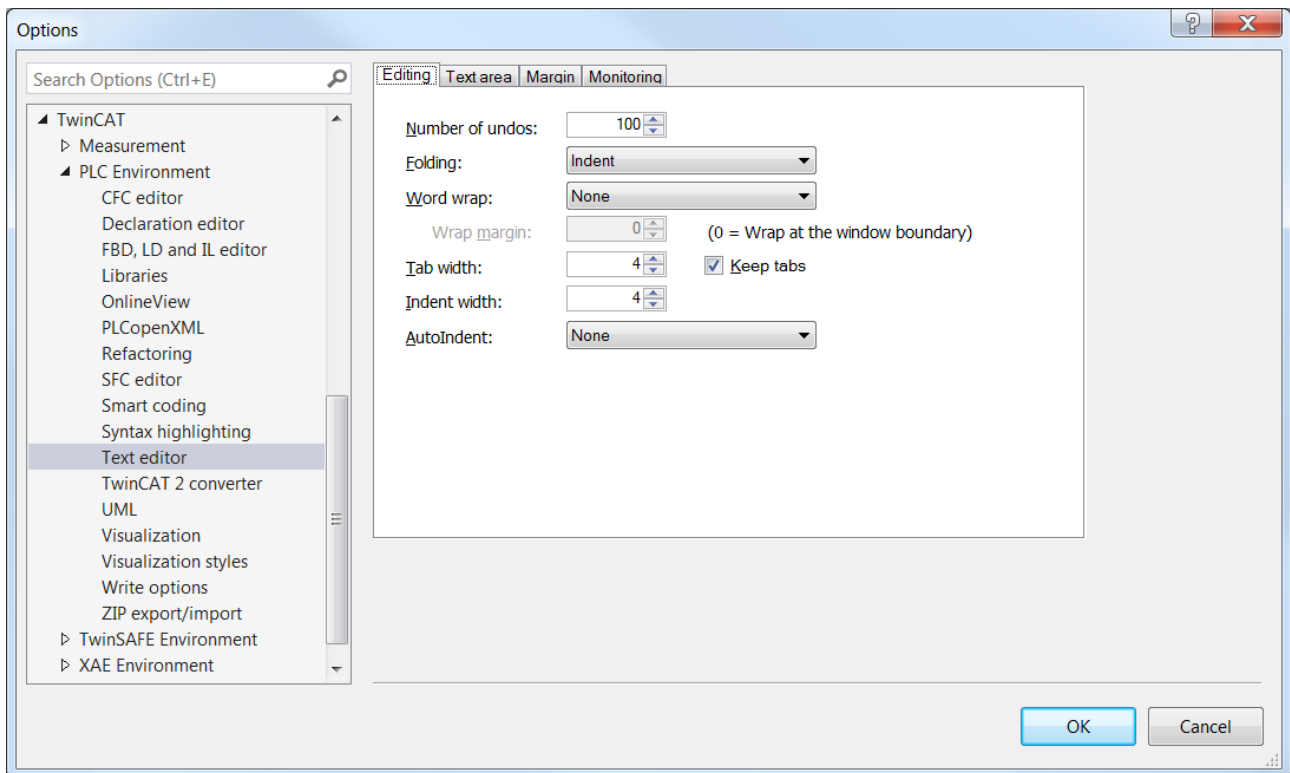 Options
Search Options (Ctrl+E)
TwinCAT
Measurement
PLC Environment
CFC editor
Declaration editor
FBD, LD and IL editor
Libraries
OnlineView
PLCopenXML
Refactoring
SFC editor
Smart coding
Syntax highlighting
Text editor
TwinCAT 2 converter
UML
Visualization
Visualization styles
Write options
ZIP export/import
TwinSAFE Environment
XAE Environment
Editing Text area Margin Monitoring
Number of undos: 100
Folding: Indent
Word wrap: None
Wrap margin: 0 (0 = Wrap at the window boundary)
Tab width: 4 Keep tabs
Indent width: 4
AutoIndent: None
OK Cancel